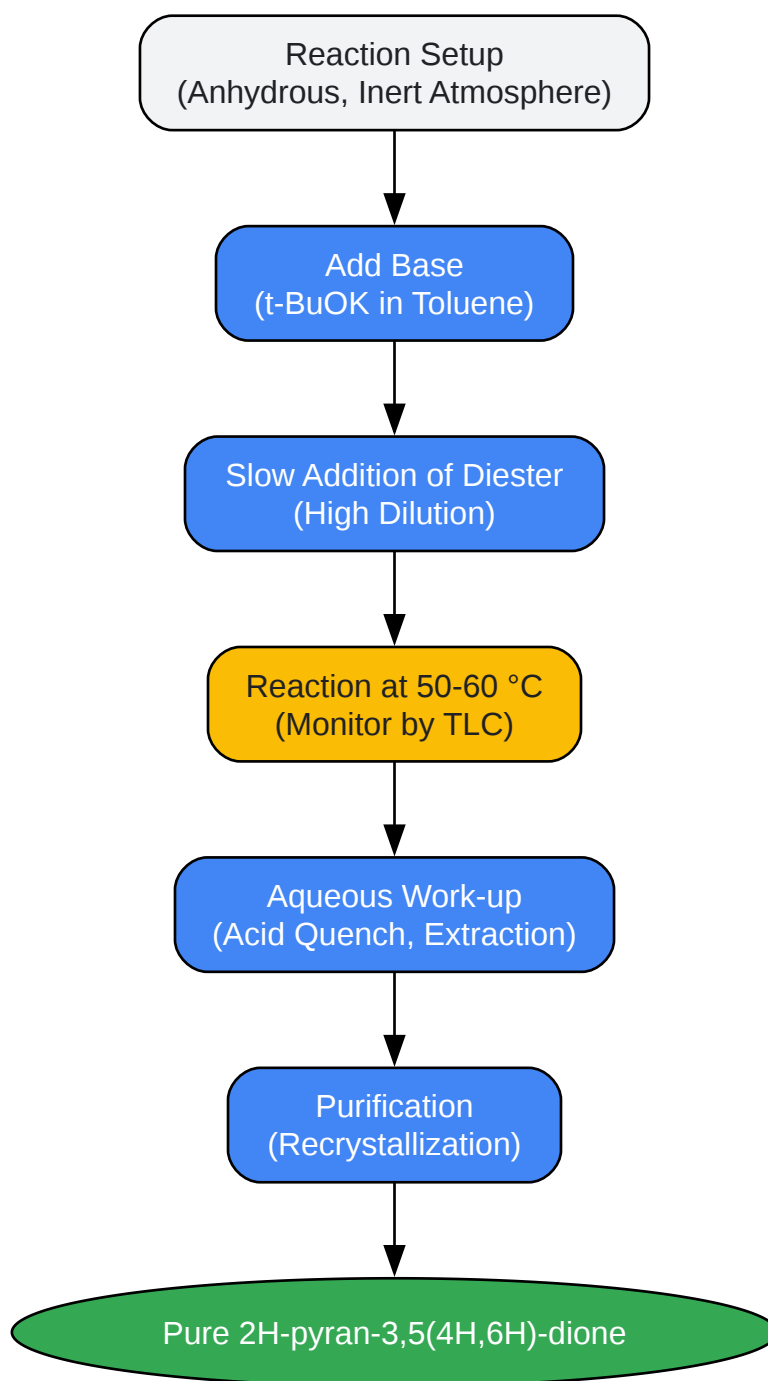 Reaction Setup
(Anhydrous, Inert Atmosphere)
Add Base
(t-BuOK in Toluene)
Slow Addition of Diester
(High Dilution)
Reaction at 50-60 °C
(Monitor by TLC)
Aqueous Work-up
(Acid Quench, Extraction)
Purification
(Recrystallization)
Pure 2H-pyran-3,5(4H,6H)-dione